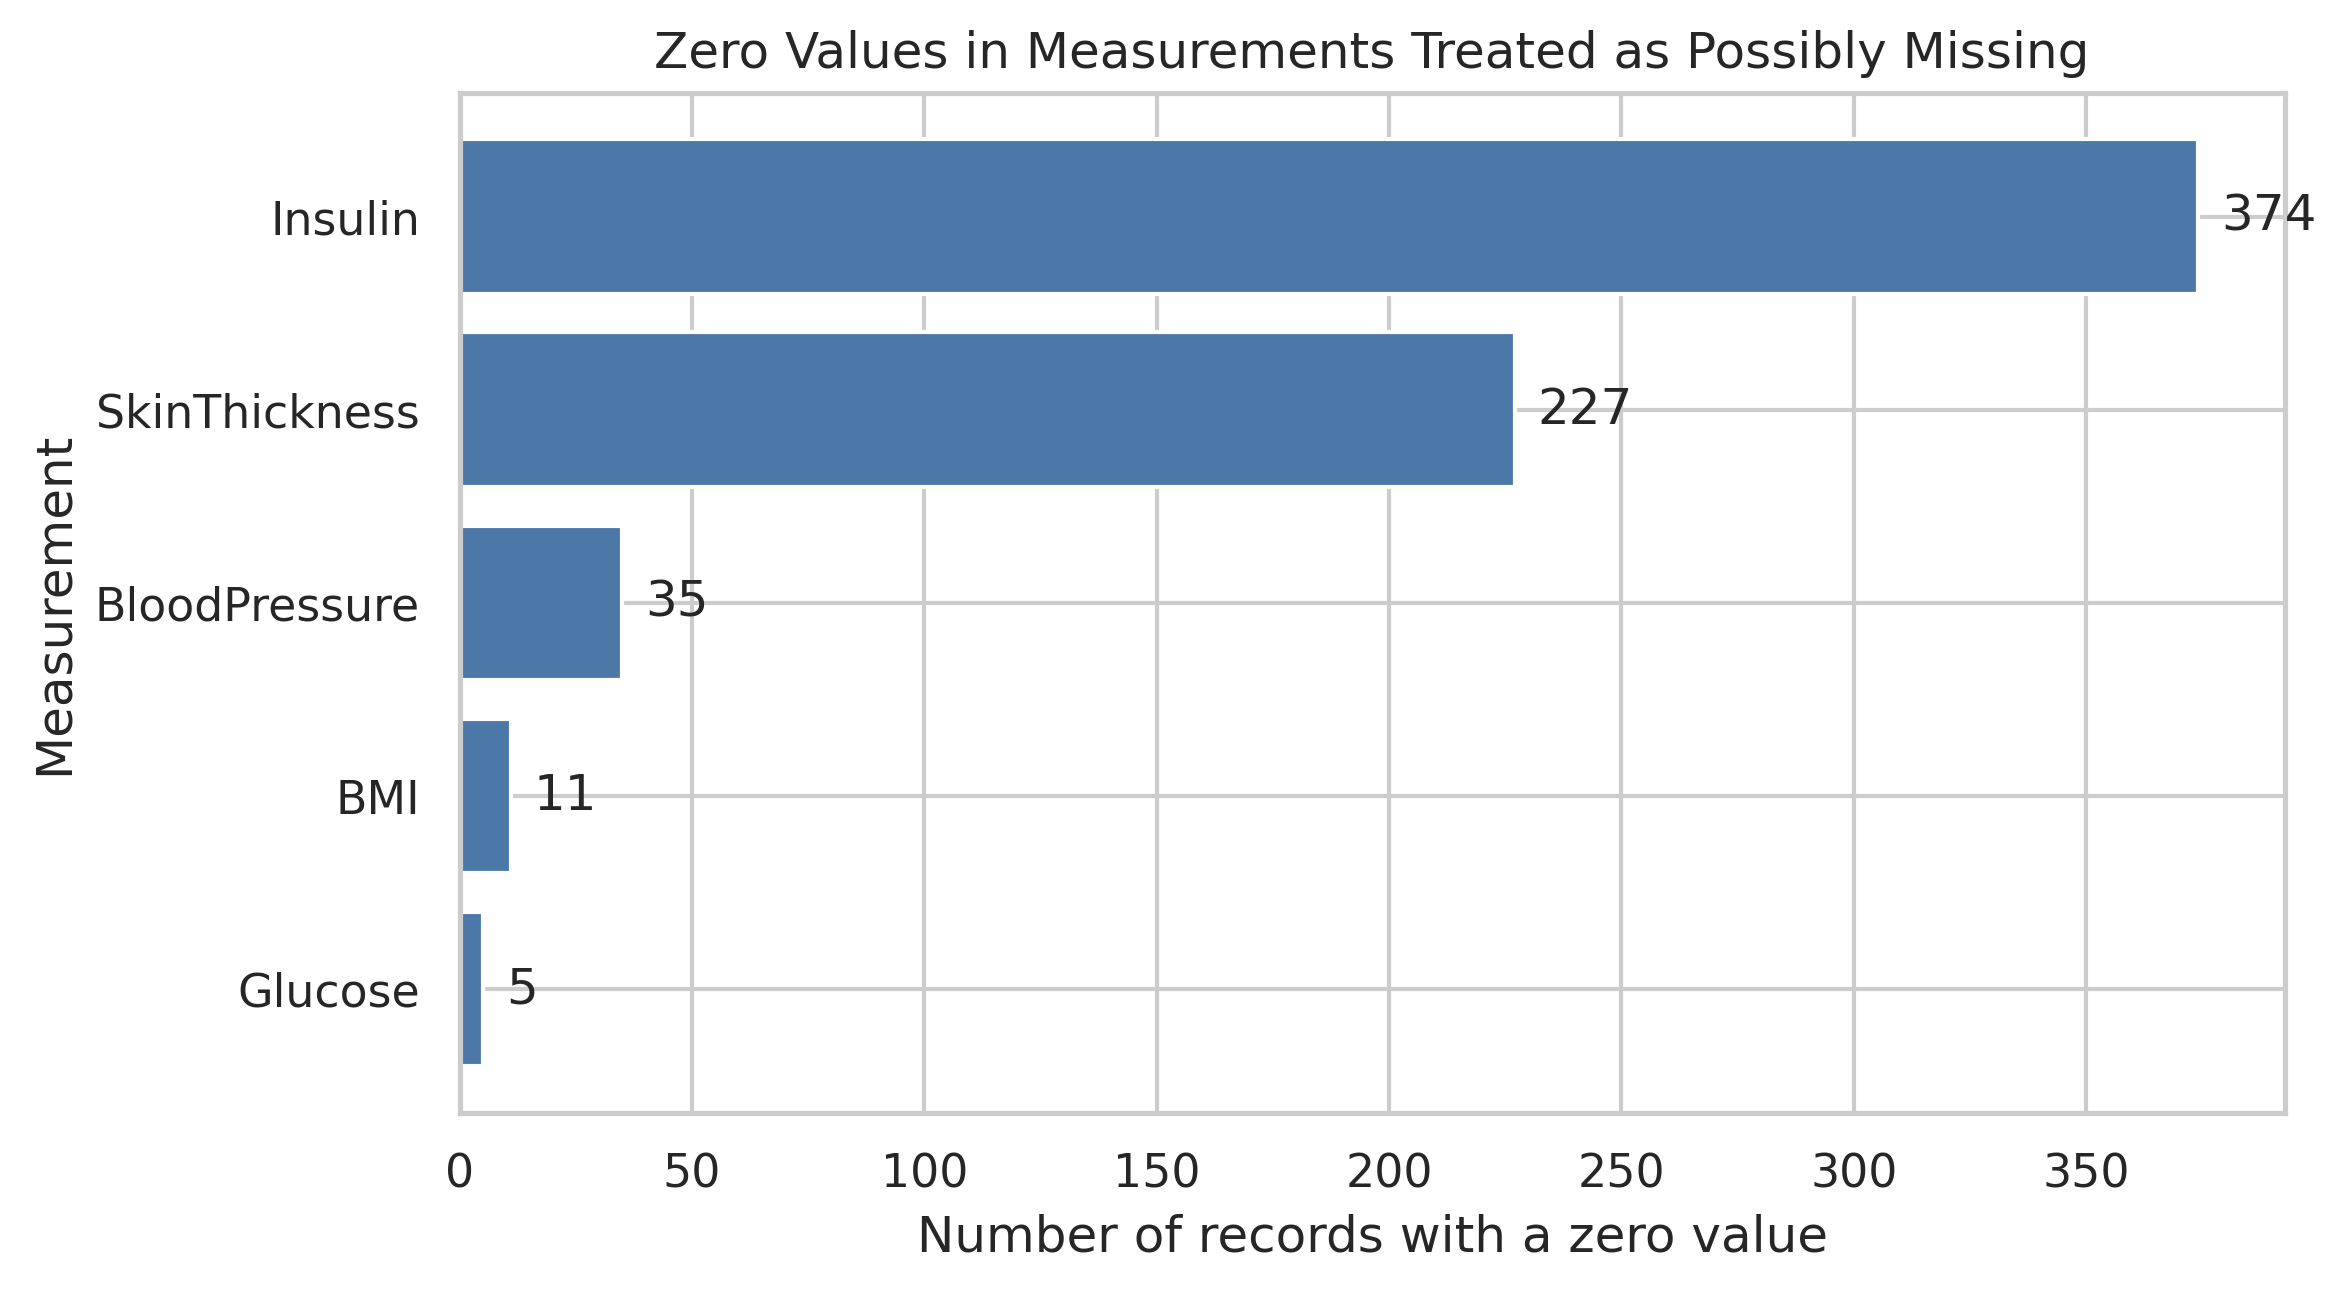 Zero Values in Measurements Treated as Possibly Missing
Measurement
Insulin 374
SkinThickness 227
BloodPressure 35
BMI 11
Glucose 5
0 50 100 150 200 250 300 350
Number of records with a zero value